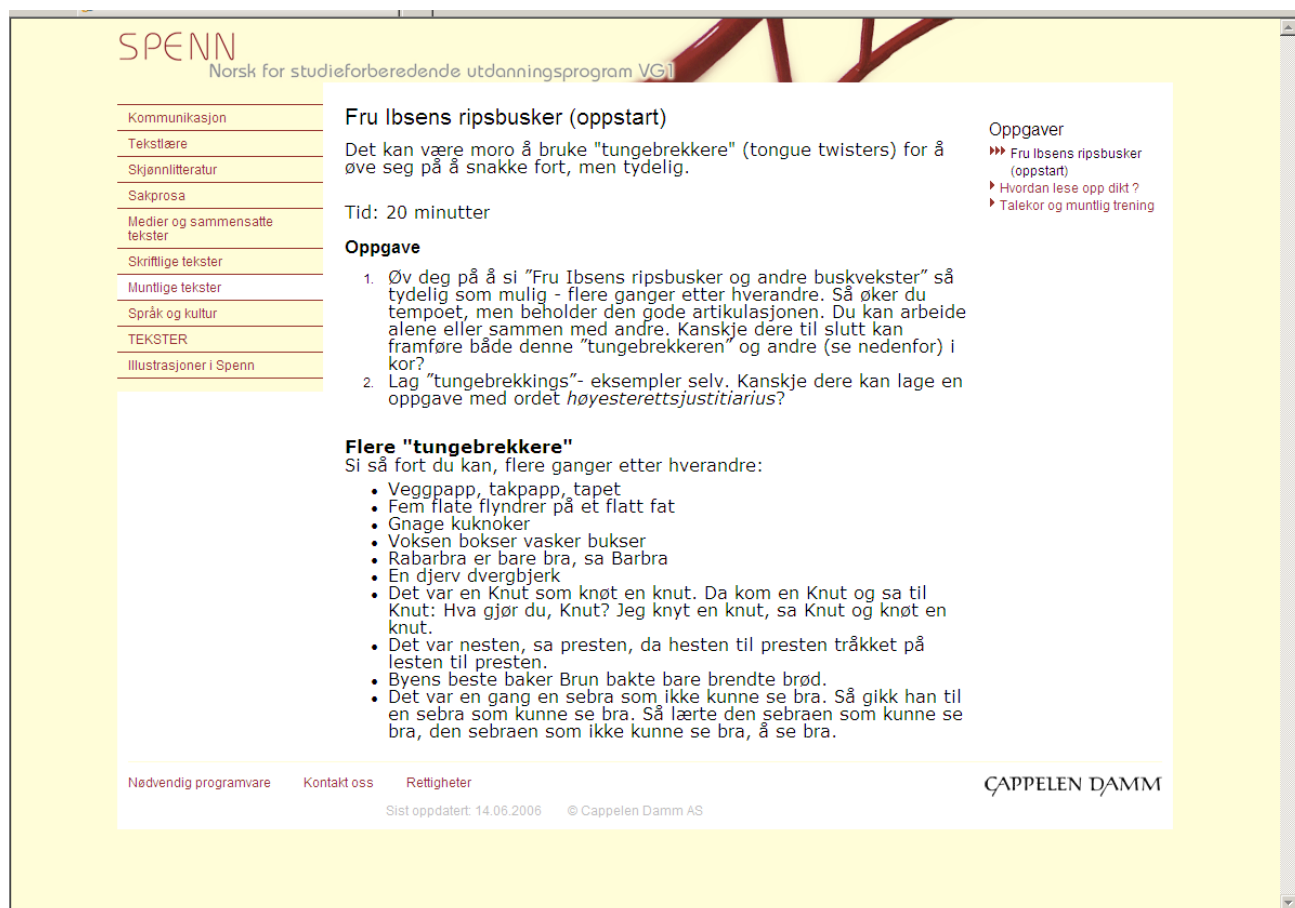 SPENN
Norsk for studieforberedende utdanningsprogram VG1
Kommunikasjon
Tekstlære
Skjønnlitteratur
Sakprosa
Medier og sammensatte
tekster
Skriftlige tekster
Muntlige tekster
Språk og kultur
TEKSTER
Illustrasjoner i Spenn
Fru Ibsens ripsbusker (oppstart)
Det kan være moro å bruke "tungebrekkere" (tongue twisters) for å
øve seg på å snakke fort, men tydelig.
Tid: 20 minutter
Oppgave
1. Øv deg på å si ”Fru Ibsens ripsbusker og andre buskvekster” så
tydelig som mulig - flere ganger etter hverandre. Så øker du
tempoet, men beholder den gode artikulasjonen. Du kan arbeide
alene eller sammen med andre. Kanskje dere til slutt kan
framføre både denne ”tungebrekkeren” og andre (se nedenfor) i
kor?
2. Lag ”tungebrekkings”- eksempler selv. Kanskje dere kan lage en
oppgave med ordet høyesterettsjustitiarius?
Flere "tungebrekkere"
Si så fort du kan, flere ganger etter hverandre:
• Veggpapp, takpapp, tapet
• Fem flate flyndrer på et flatt fat
• Gnage kuknoker
• Voksen bokser vasker bukser
• Rabarbra er bare bra, sa Barbra
• En djerv dvergbjerk
• Det var en Knut som knøt en knut. Da kom en Knut og sa til
Knut: Hva gjør du, Knut? Jeg knyt en knut, sa Knut og knøt en
knut.
• Det var nesten, sa presten, da hesten til presten tråkket på
lesten til presten.
• Byens beste baker Brun bakte bare brendte brød.
• Det var en gang en sebra som ikke kunne se bra. Så gikk han til
en sebra som kunne se bra. Så lærte den sebraen som kunne se
bra, den sebraen som ikke kunne se bra, å se bra.
Oppgaver
Fru Ibsens ripsbusker
(oppstart)
Hvordan lese opp dikt ?
Talekor og muntlig trening
Nødvendig programvare Kontakt oss Rettigheter
CAPPELEN DAMM
Sist oppdatert: 14.06.2006 © Cappelen Damm AS